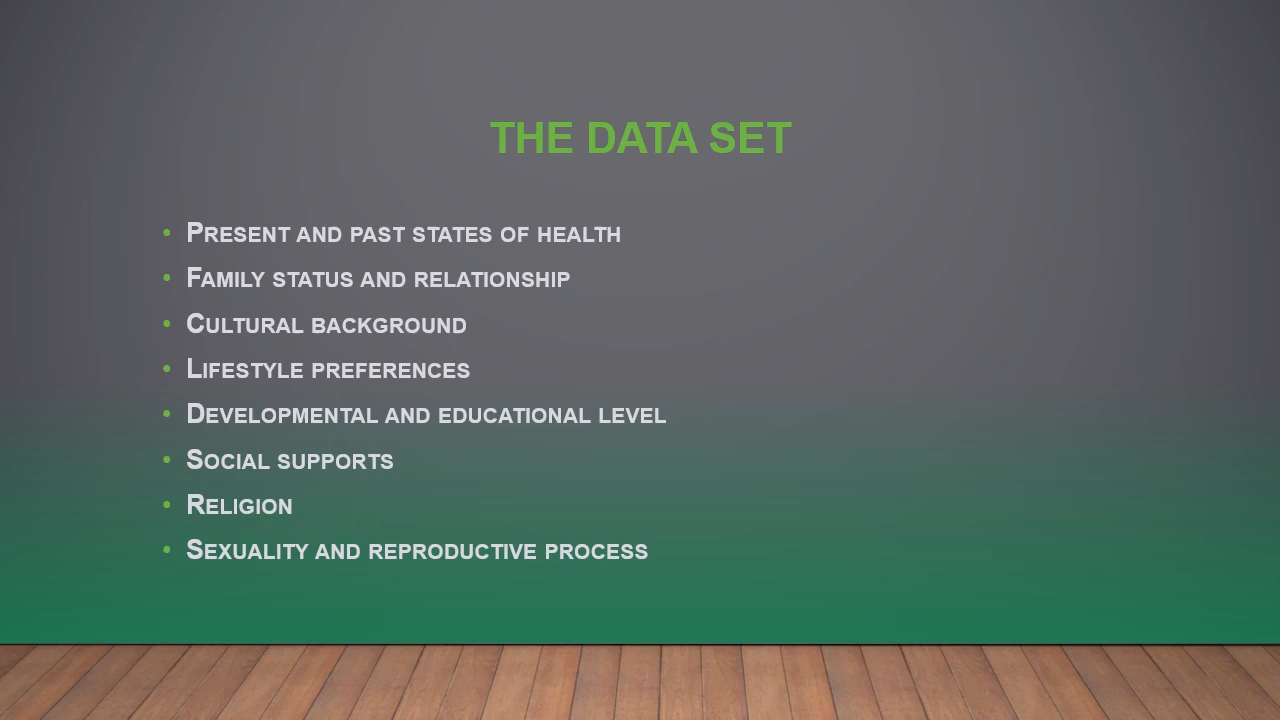 THE DATA SET
• PRESENT AND PAST STATES OF HEALTH
• FAMILY STATUS AND RELATIONSHIP
• CULTURAL BACKGROUND
• LIFESTYLE PREFERENCES
• DEVELOPMENTAL AND EDUCATIONAL LEVEL
• SOCIAL SUPPORTS
• RELIGION
• SEXUALITY AND REPRODUCTIVE PROCESS